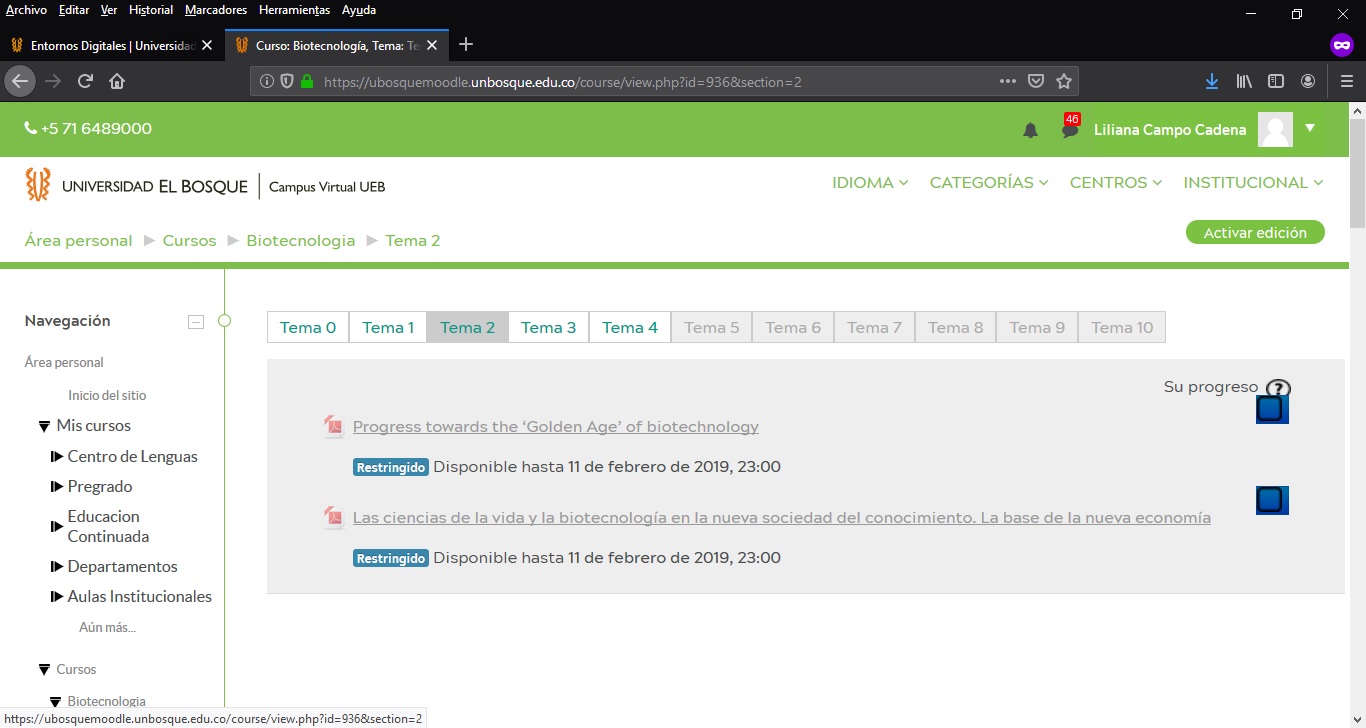 Archivo Editar Ver Historial Marcadores Herramientas Ayuda
Entornos Digitales | Universidad
Curso: Biotecnología, Tema: Te
https://ubosquemoodle.unbosque.edu.co/course/view.php?id=936&section=2
+5 71 6489000
46
Liliana Campo Cadena
UNIVERSIDAD EL BOSQUE | Campus Virtual UEB
IDIOMA CATEGORÍAS CENTROS INSTITUCIONAL
Área personal Cursos Biotecnologia Tema 2
Activar edición
Navegación
Área personal
Inicio del sitio
Mis cursos
Centro de Lenguas
Pregrado
Educacion
Continuada
Departamentos
Aulas Institucionales
Aún más...
Cursos
Biotecnologia
Tema 0 Tema 1 Tema 2 Tema 3 Tema 4 Tema 5 Tema 6 Tema 7 Tema 8 Tema 9 Tema 10
Su progreso ?
Progress towards the ‘Golden Age’ of biotechnology
Restringido Disponible hasta 11 de febrero de 2019, 23:00
Las ciencias de la vida y la biotecnología en la nueva sociedad del conocimiento. La base de la nueva economía
Restringido Disponible hasta 11 de febrero de 2019, 23:00
https://ubosquemoodle.unbosque.edu.co/course/view.php?id=936&section=2